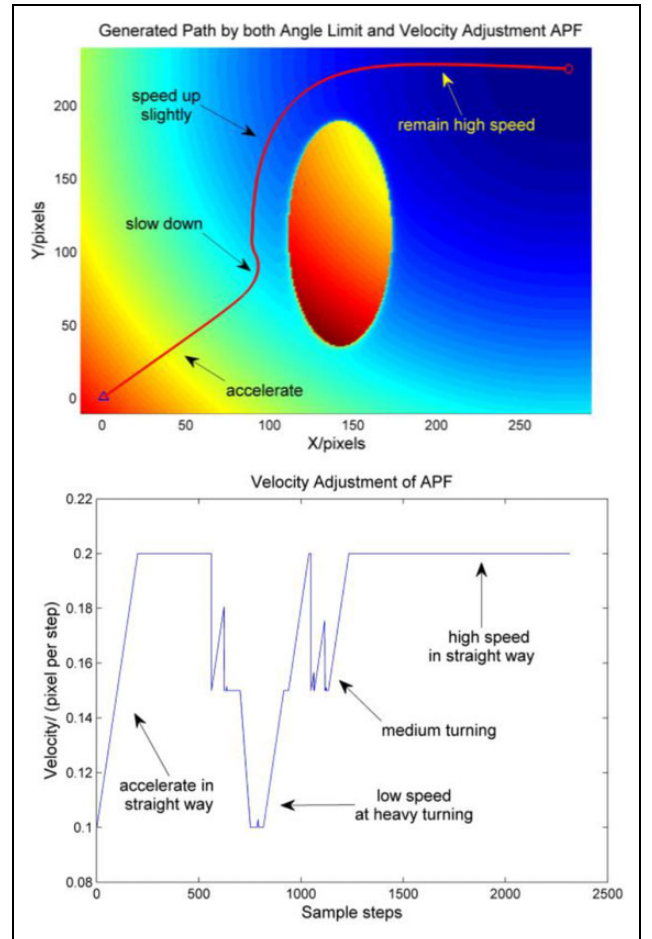 Generated Path by both Angle Limit and Velocity Adjustment APF
Y/pixels
200
150
100
50
0
speed up
slightly
remain high speed
slow down
accelerate
0
50
100
150
200
250
X/pixels
Velocity Adjustment of APF
Velocity/ (pixel per step)
0.22
0.2
0.18
0.16
0.14
0.12
0.1
0.08
high speed
in straight way
medium turning
accelerate in
straight way
low speed
at heavy turning
0
500
1000
1500
2000
2500
Sample steps